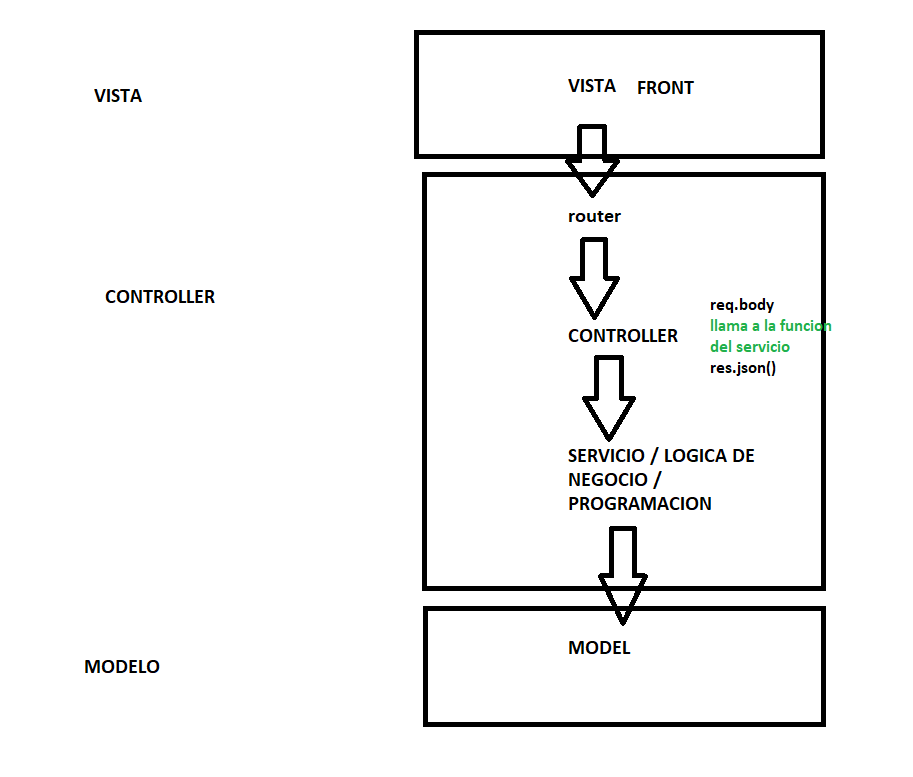 VISTA
VISTA FRONT
router
CONTROLLER
CONTROLLER
req.body
llama a la funcion
del servicio
res.json()
SERVICIO / LOGICA DE
NEGOCIO /
PROGRAMACION
MODELO
MODEL